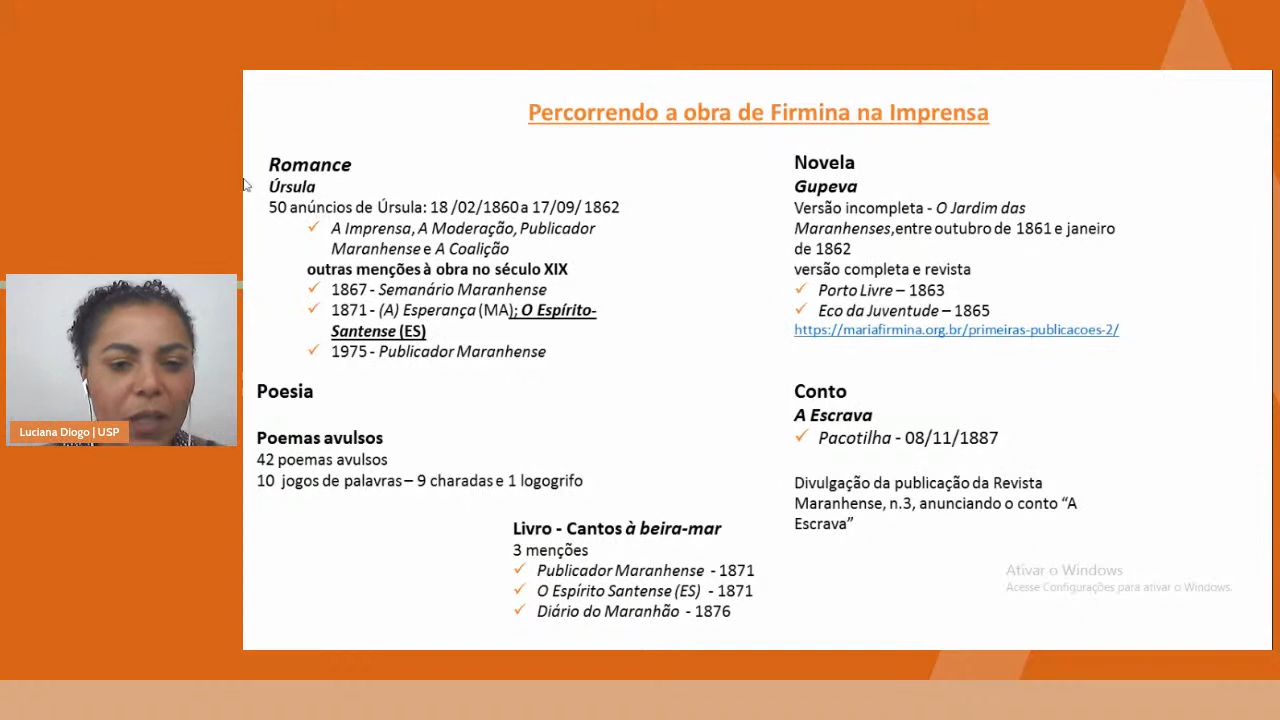 Percorrendo a obra de Firmina na Imprensa
Romance
Úrsula
50 anúncios de Úrsula: 18 /02/1860 a 17/09/ 1862
A Imprensa, A Moderação, Publicador
Maranhense e A Coalição
outras menções à obra no século XIX
1867 - Semanário Maranhense
1871 - (A) Esperança (MA); O Espírito-
Santense (ES)
1975 - Publicador Maranhense
Poesia
Poemas avulsos
42 poemas avulsos
10 jogos de palavras – 9 charadas e 1 logogrifo
Livro - Cantos à beira-mar
3 menções
Publicador Maranhense - 1871
O Espírito Santense (ES) - 1871
Diário do Maranhão - 1876
Novela
Gupeva
Versão incompleta - O Jardim das
Maranhenses,entre outubro de 1861 e janeiro
de 1862
versão completa e revista
Porto Livre – 1863
Eco da Juventude – 1865
https://mariafirmina.org.br/primeiras-publicacoes-2/
Conto
A Escrava
Pacotilha - 08/11/1887
Divulgação da publicação da Revista
Maranhense, n.3, anunciando o conto “A
Escrava”
Ativar o Windows
Acesse Configurações para ativar o Windows.
Luciana Diogo | USP